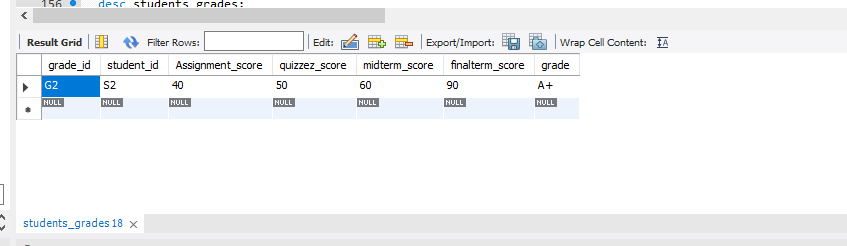 156 desc students_grades;
Result Grid Filter Rows: Edit: Export/Import: Wrap Cell Content:
grade_id student_id Assignment_score quizzez_score midterm_score finalterm_score grade
G2 S2 40 50 60 90 A+
NULL NULL NULL NULL NULL NULL NULL
students_grades 18